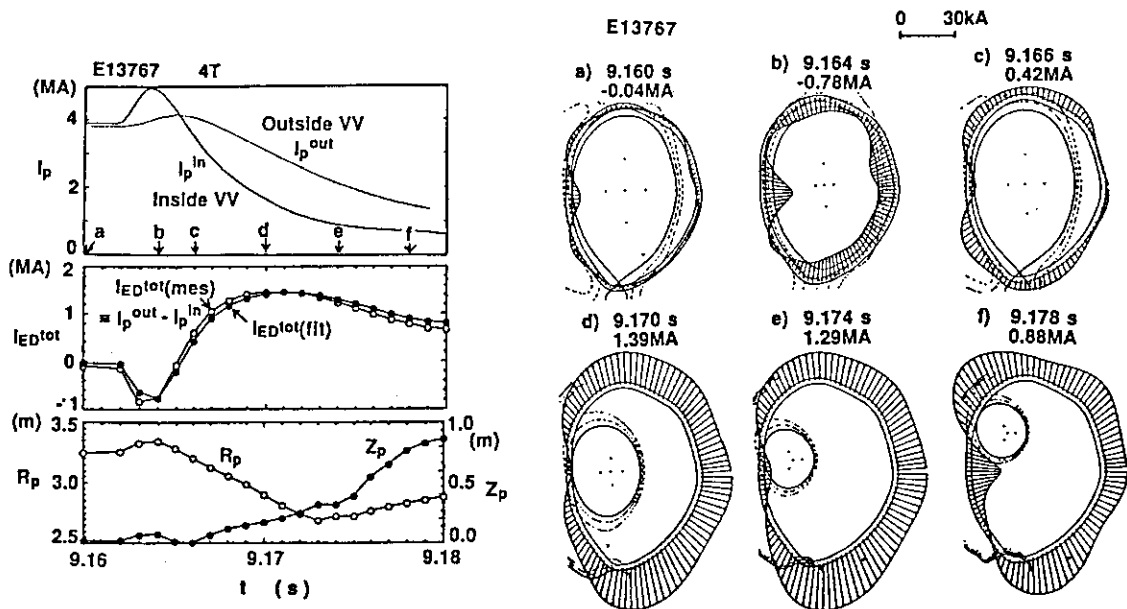 E13767 4T
(MA)
4
Outside VV
Ip^out
Ip
Ip^In
2
Inside VV
0
a b c d e f
(MA)
2
IED^tot(mes)
= Ip^out - Ip^In
1
IED^tot
IED^tot(fit)
0
-1
(m)
3.5 1.0
(m)
Rp Zp
Rp 3.0 0.5 Zp
2.5 0.0
9.16 9.17 9.18
t (s)
E13767
0 30kA
a) 9.160 s
-0.04MA
b) 9.164 s
-0.78MA
c) 9.166 s
0.42MA
d) 9.170 s
1.39MA
e) 9.174 s
1.29MA
f) 9.178 s
0.88MA